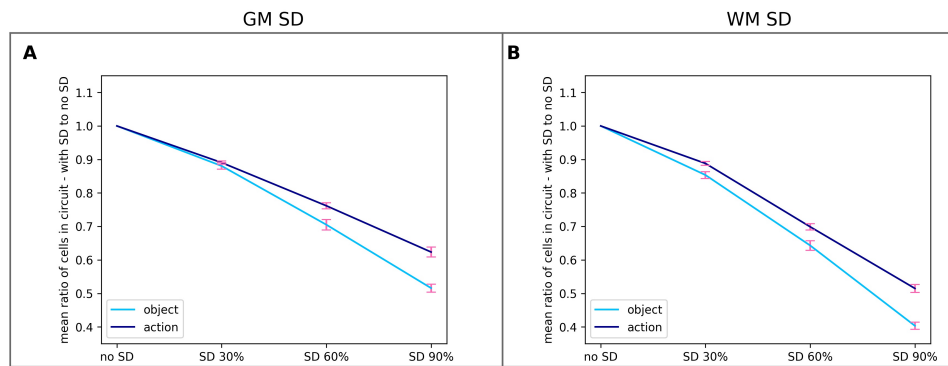 GM SD
WM SD
A
mean ratio of cells in circuit - with SD to no SD
1.1
1.0
0.9
0.8
0.7
0.6
0.5
0.4
object
action
no SD SD 30% SD 60% SD 90%
B
mean ratio of cells in circuit - with SD to no SD
1.1
1.0
0.9
0.8
0.7
0.6
0.5
0.4
object
action
no SD SD 30% SD 60% SD 90%